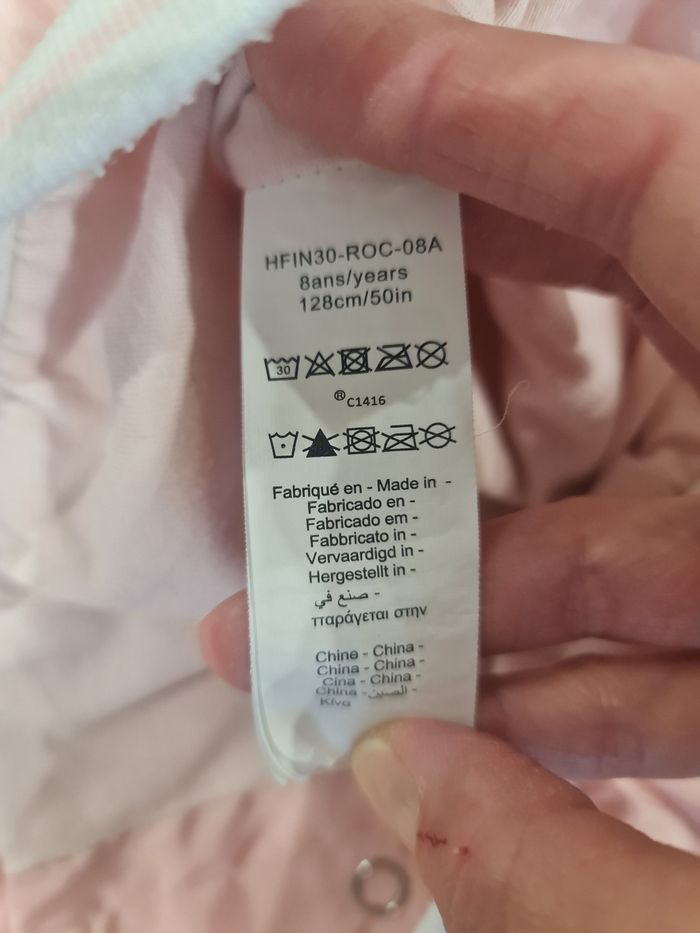 HFIN30-ROC-08A
8ans/years
128cm/50in
30
®C1416
Fabriqué en - Made in -
Fabricado en -
Fabricado em -
Fabbricato in -
Vervaardigd in -
Hergestellt in -
صنع في -
παράγεται στην
Chine - China -
China - China -
Cina - China -
China - الصين -
Κίνα